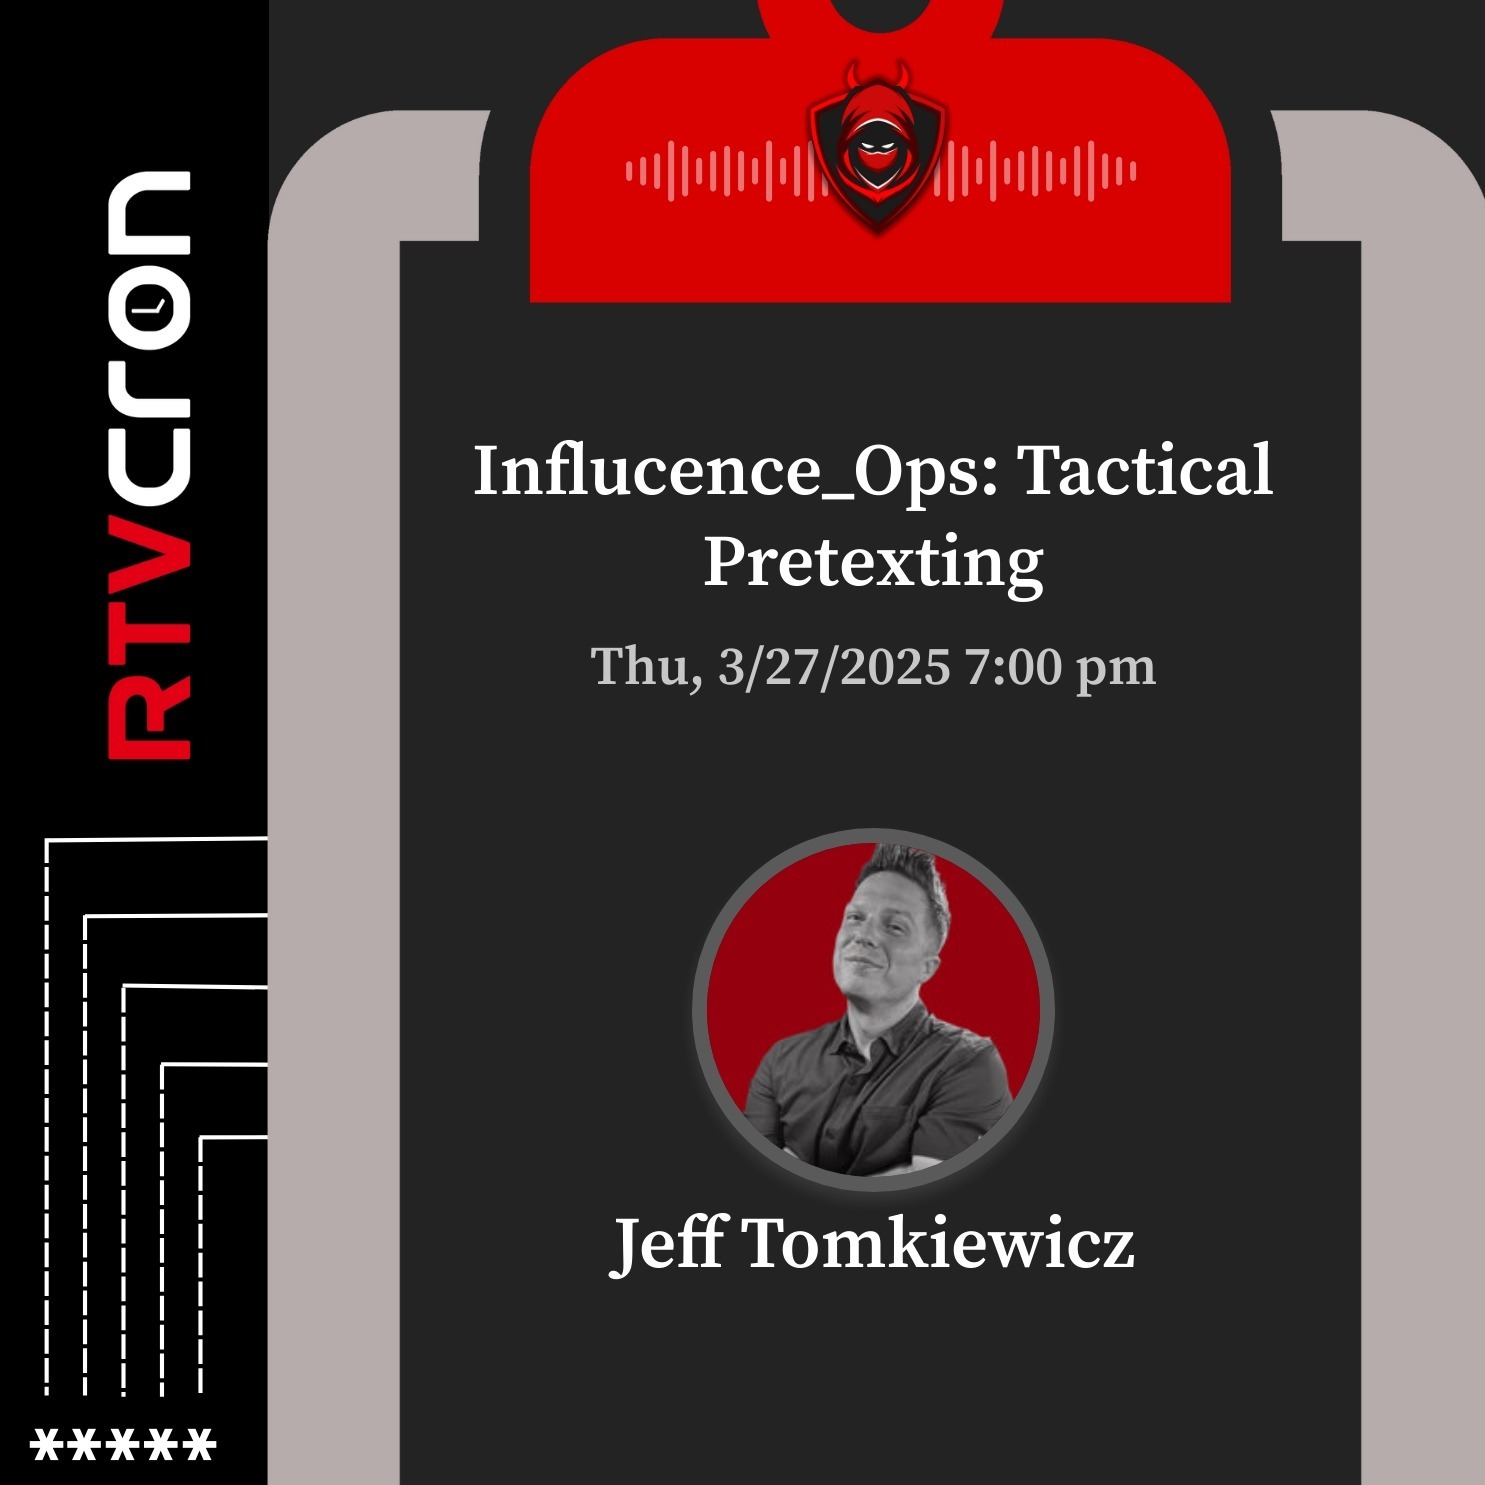 RTVcron
*****
Influcence_Ops: Tactical
Pretexting
Thu, 3/27/2025 7:00 pm
Jeff Tomkiewicz